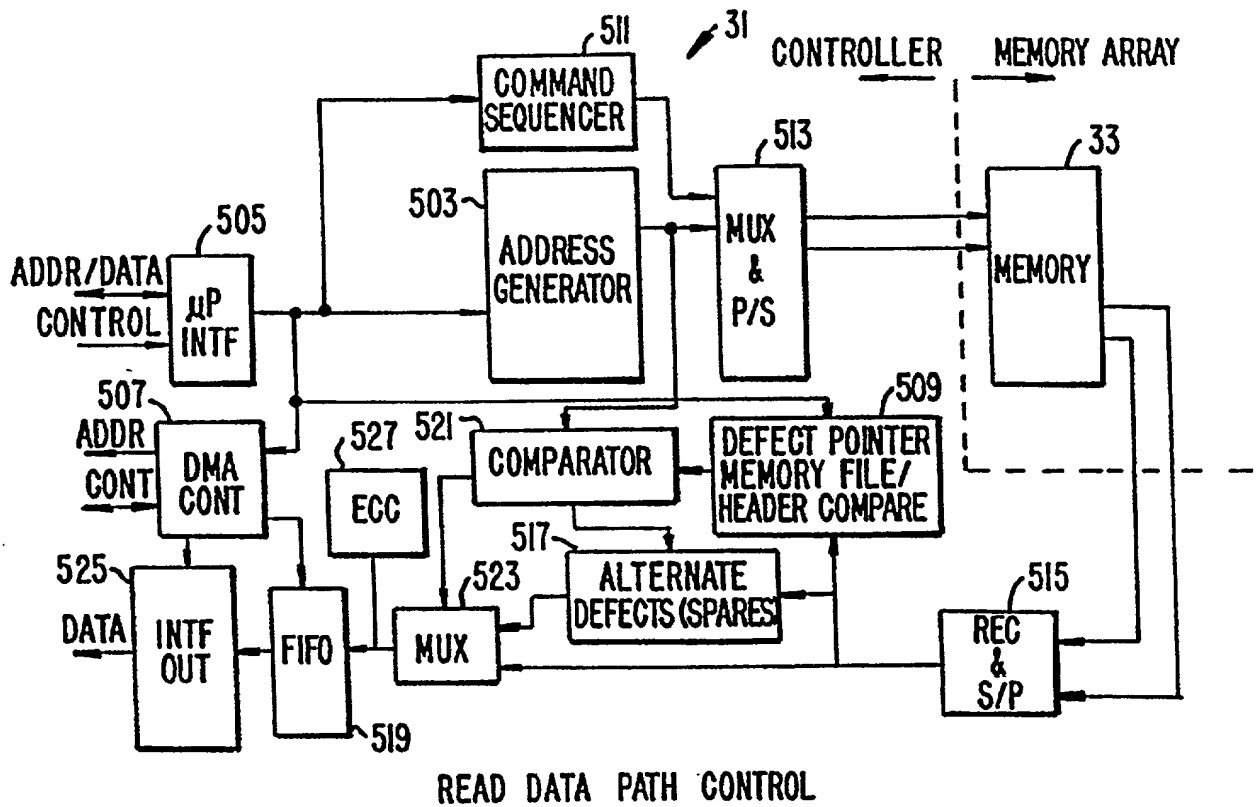 511
31
CONTROLLER
MEMORY ARRAY
COMMAND
SEQUENCER
513
33
503
505
ADDR/DATA
CONTROL
μP
INTF
ADDRESS
GENERATOR
MUX
&
P/S
MEMORY
507
ADDR
CONT
DMA
CONT
527
ECC
521
COMPARATOR
509
DEFECT POINTER
MEMORY FILE/
HEADER COMPARE
517
ALTERNATE
DEFECTS (SPARES)
525
DATA
INTF
OUT
FIFO
519
523
MUX
515
REC
&
S/P
READ DATA PATH CONTROL